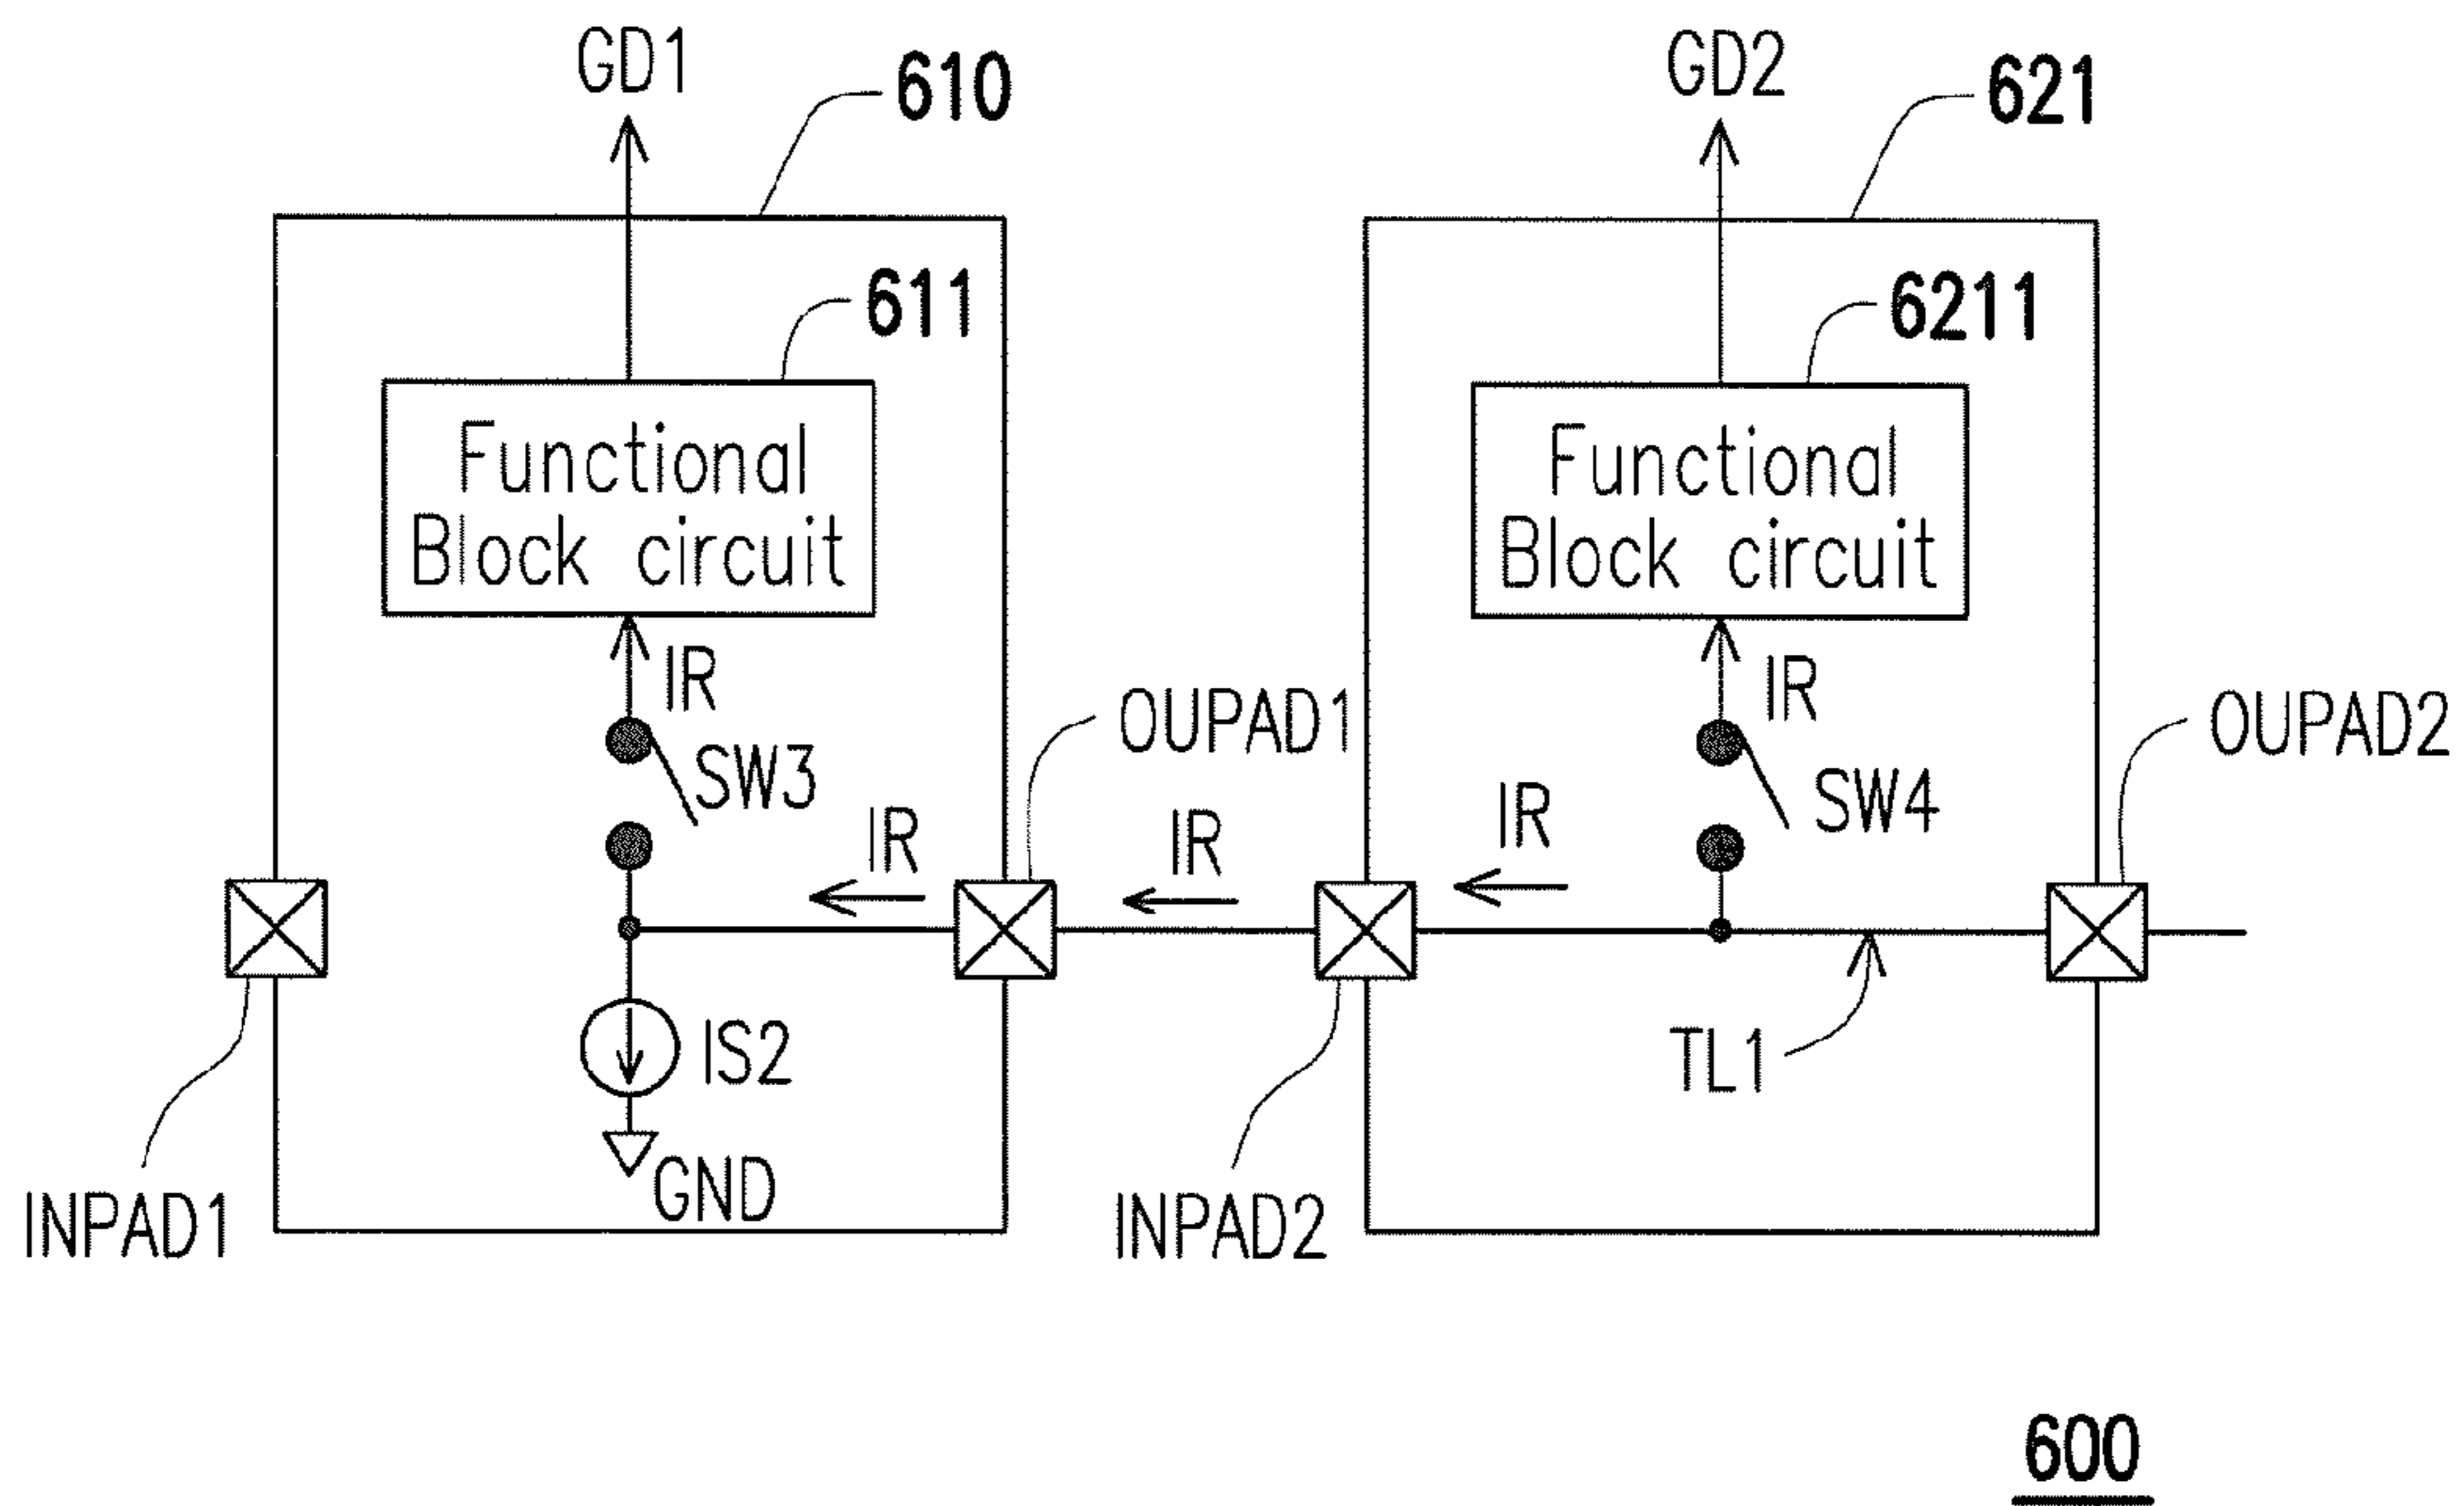 GD1
610
GD2
621
611
6211
Functional
Block circuit
Functional
Block circuit
IR
SW3
OUPAD1
IR
SW4
OUPAD2
IR
IR
IR
IS2
TL1
GND
INPAD1
INPAD2
600